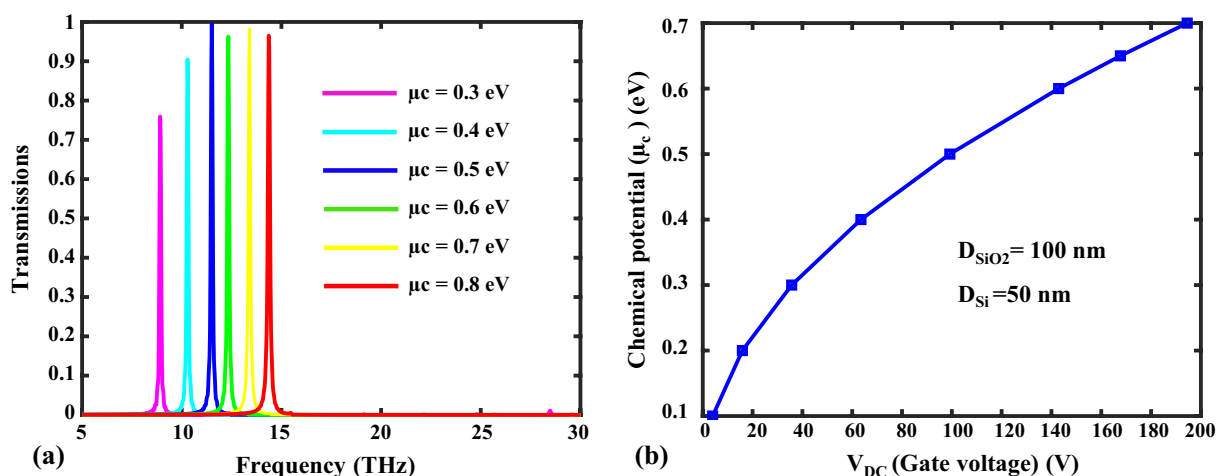 1
0.9
0.8
0.7
0.6
0.5
0.4
0.3
0.2
0.1
0
Transmissions
μc = 0.3 eV
μc = 0.4 eV
μc = 0.5 eV
μc = 0.6 eV
μc = 0.7 eV
μc = 0.8 eV
5 10 15 20 25 30
(a)
Frequency (THz)
0.7
0.6
0.5
0.4
0.3
0.2
0.1
Chemical potential (μc ) (eV)
DSiO2= 100 nm
DSi =50 nm
0 20 40 60 80 100 120 140 160 180 200
(b)
VDC (Gate voltage) (V)